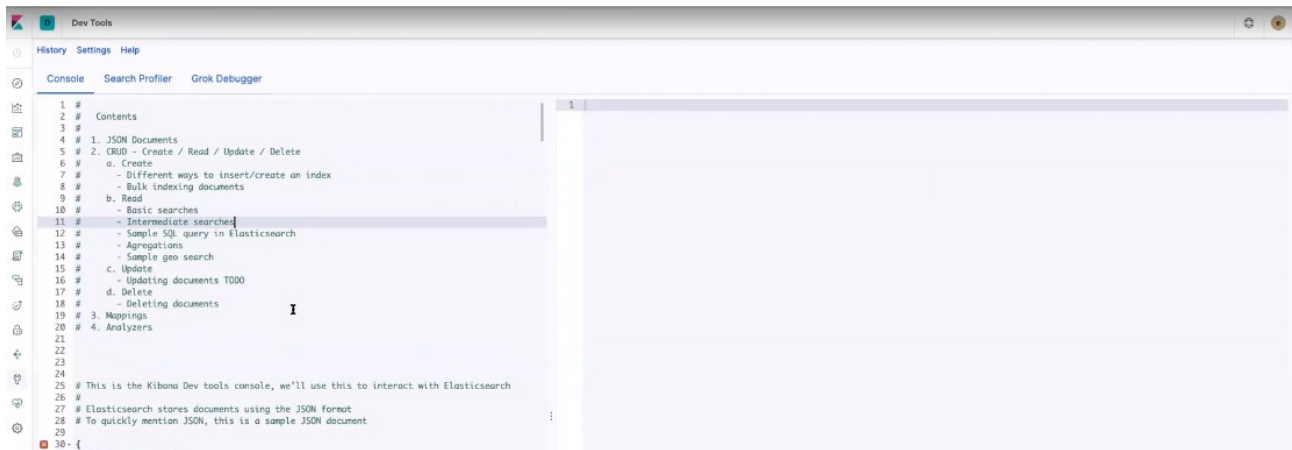 D Dev Tools e
History Settings Help
Console Search Profiler Grok Debugger
1 #
2 # Contents
3 #
4 # 1. JSON Documents
5 # 2. CRUD - Create / Read / Update / Delete
6 # a. Create
7 # - Different ways to insert/create an index
8 # - Bulk indexing documents
9 # b. Read
10 # - Basic searches
11 # - Intermediate searches
12 # - Sample SQL query in Elasticsearch
13 # - Agregations
14 # - Sample geo search
15 # c. Update
16 # - Updating documents TODO
17 # d. Delete
18 # - Deleting documents
19 # 3. Mappings
20 # 4. Analyzers
21
22
23
24
25 # This is the Kibana Dev tools console, we'll use this to interact with Elasticsearch
26 #
27 # Elasticsearch stores documents using the JSON format
28 # To quickly mention JSON, this is a sample JSON document
29
30 - {
1